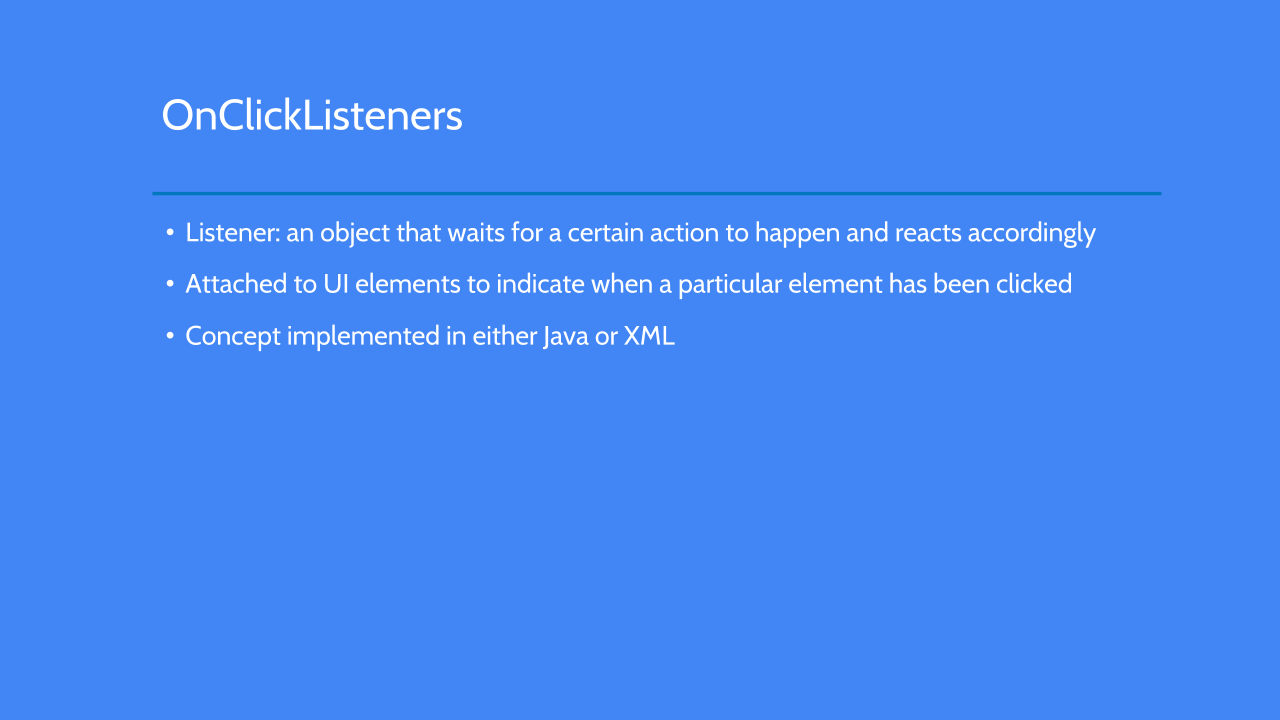 OnClickListeners
• Listener: an object that waits for a certain action to happen and reacts accordingly
• Attached to UI elements to indicate when a particular element has been clicked
• Concept implemented in either Java or XML